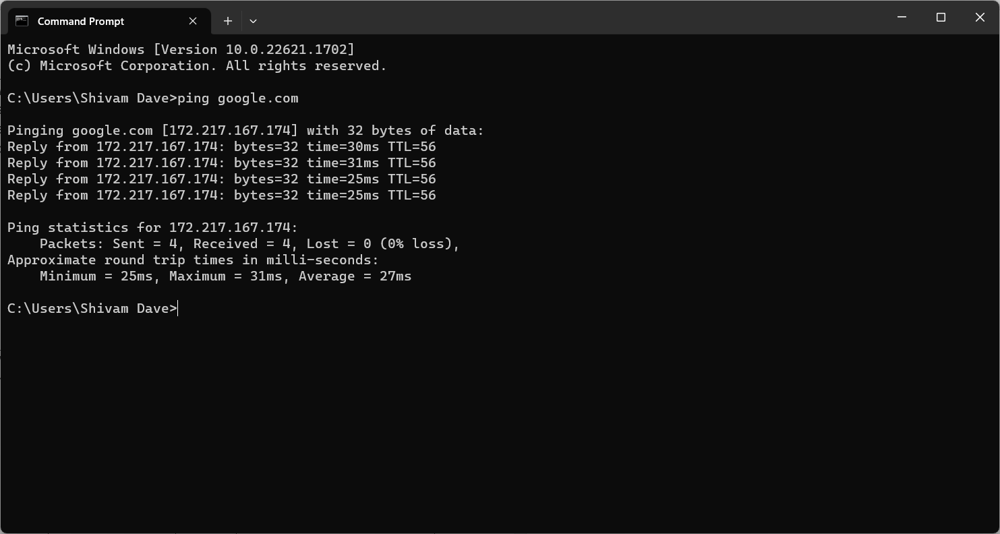 Command Prompt
Microsoft Windows [Version 10.0.22621.1702]
(c) Microsoft Corporation. All rights reserved.
C:\Users\Shivam Dave>ping google.com
Pinging google.com [172.217.167.174] with 32 bytes of data:
Reply from 172.217.167.174: bytes=32 time=30ms TTL=56
Reply from 172.217.167.174: bytes=32 time=31ms TTL=56
Reply from 172.217.167.174: bytes=32 time=25ms TTL=56
Reply from 172.217.167.174: bytes=32 time=25ms TTL=56
Ping statistics for 172.217.167.174:
    Packets: Sent = 4, Received = 4, Lost = 0 (0% loss),
Approximate round trip times in milli-seconds:
    Minimum = 25ms, Maximum = 31ms, Average = 27ms
C:\Users\Shivam Dave>